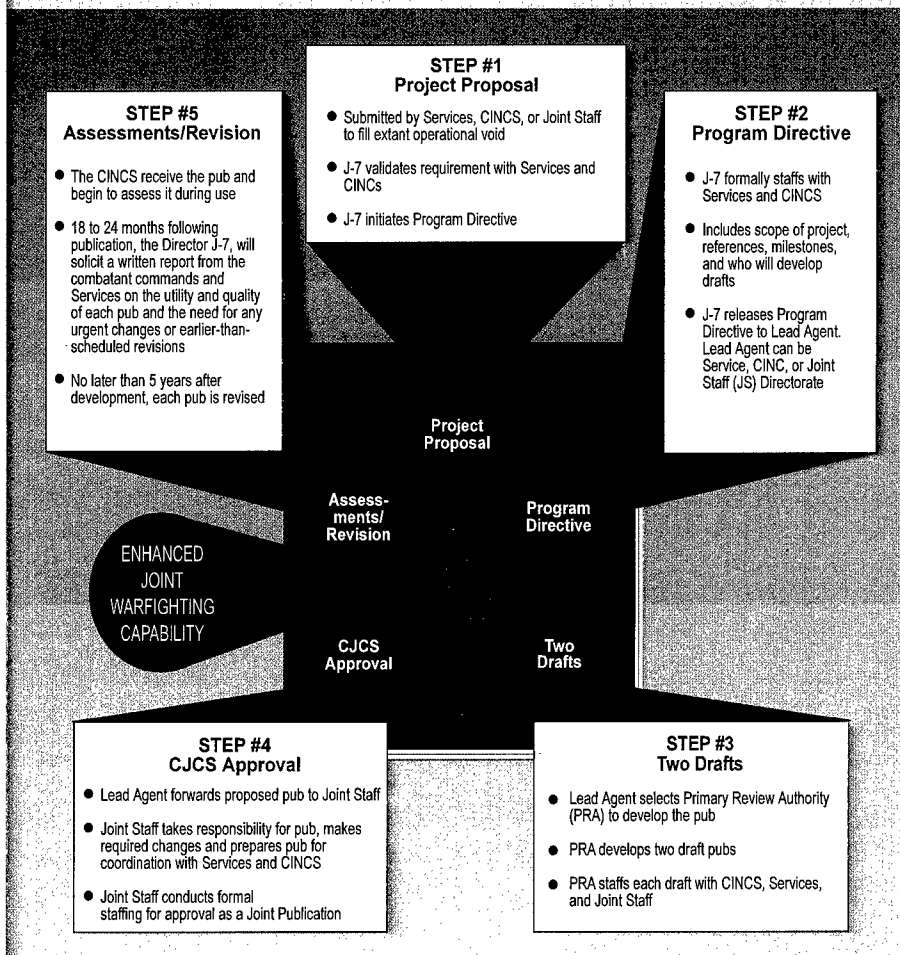 STEP #1
Project Proposal
● Submitted by Services, CINCS, or Joint Staff
to fill extant operational void
● J-7 validates requirement with Services and
CINCs
● J-7 initiates Program Directive
STEP #2
Program Directive
● J-7 formally staffs with
Services and CINCS
● Includes scope of project,
references, milestones,
and who will develop
drafts
● J-7 releases Program
Directive to Lead Agent.
Lead Agent can be
Service, CINC, or Joint
Staff (JS) Directorate
STEP #3
Two Drafts
● Lead Agent selects Primary Review Authority
(PRA) to develop the pub
● PRA develops two draft pubs
● PRA staffs each draft with CINCS, Services,
and Joint Staff
STEP #4
CJCS Approval
● Lead Agent forwards proposed pub to Joint Staff
● Joint Staff takes responsibility for pub, makes
required changes and prepares pub for
coordination with Services and CINCS
● Joint Staff conducts formal
staffing for approval as a Joint Publication
STEP #5
Assessments/Revision
● The CINCS receive the pub and
begin to assess it during use
● 18 to 24 months following
publication, the Director J-7, will
solicit a written report from the
combatant commands and
Services on the utility and quality
of each pub and the need for any
urgent changes or earlier-than-
scheduled revisions
● No later than 5 years after
development, each pub is revised
Project
Proposal
Program
Directive
Two
Drafts
CJCS
Approval
Assess-
ments/
Revision
ENHANCED
JOINT
WARFIGHTING
CAPABILITY